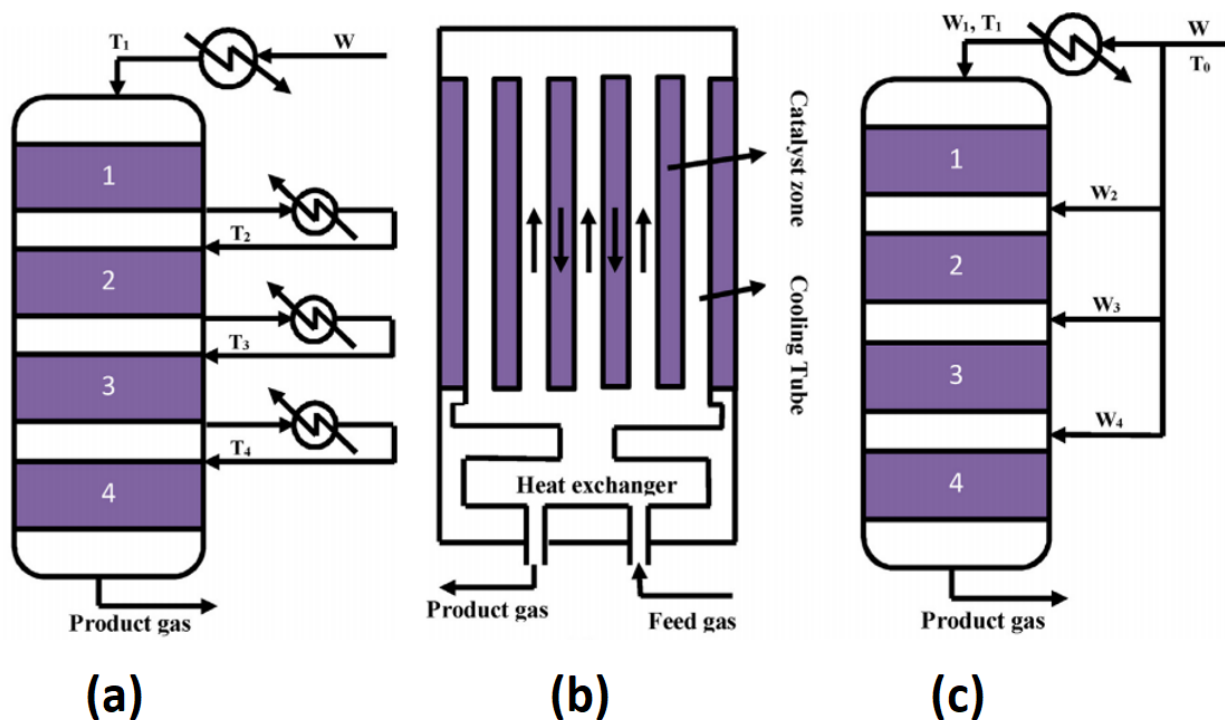 T₁
W
1
T₂
2
T₃
3
T₄
4
Product gas
(a)
Catalyst zone
Cooling Tube
Heat exchanger
Product gas
Feed gas
(b)
W₁, T₁
W
T₀
1
W₂
2
W₃
3
W₄
4
Product gas
(c)